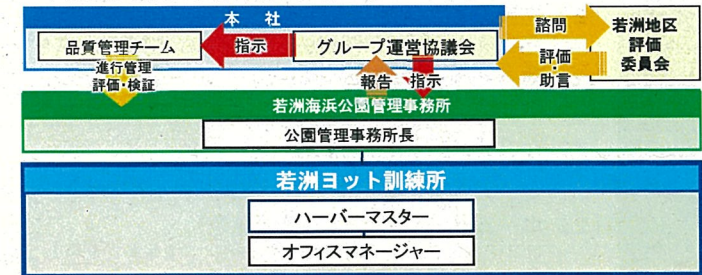 本社
諮問
若洲地区
評価
委員会
品質管理チーム
指示
グループ運営協議会
評価・助言
進行管理
評価・検証
報告
指示
若洲海浜公園管理事務所
公園管理事務所長
若洲ヨット訓練所
ハーバーマスター
オフィスマネージャー